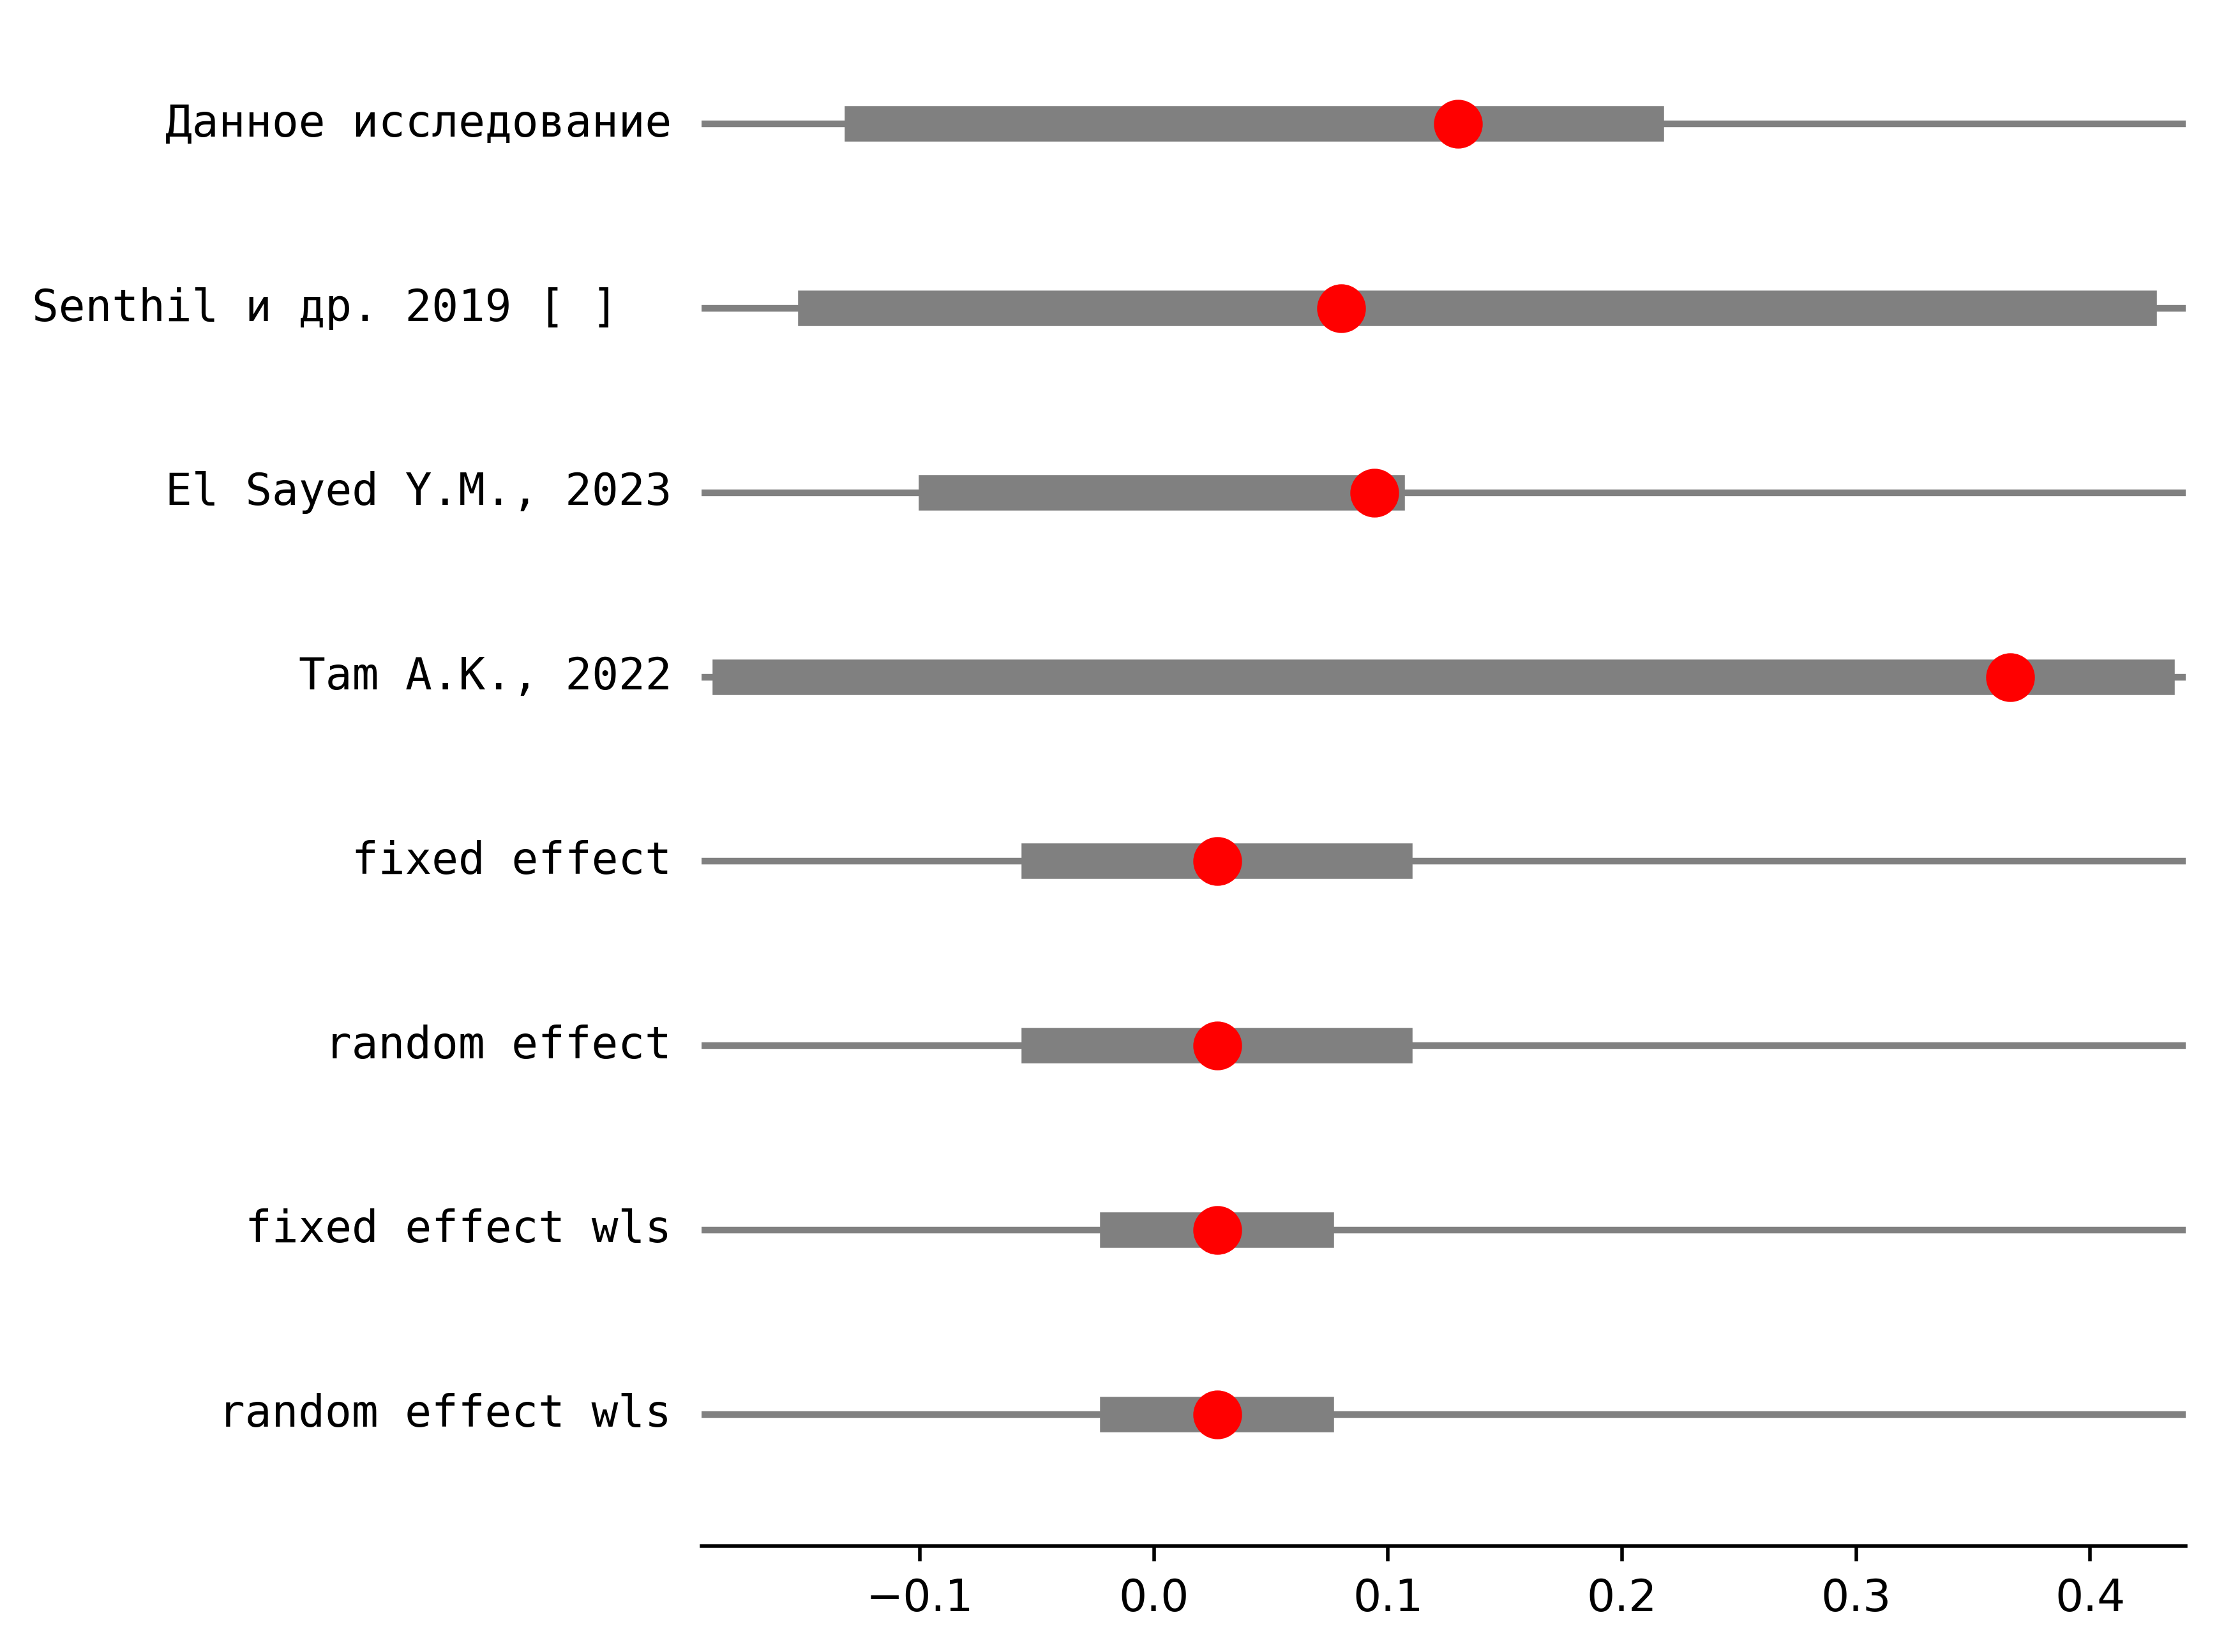 Данное исследование
Senthil и др. 2019 [ ]
El Sayed Y.M., 2023
Tam A.K., 2022
fixed effect
random effect
fixed effect wls
random effect wls
−0.1 0.0 0.1 0.2 0.3 0.4